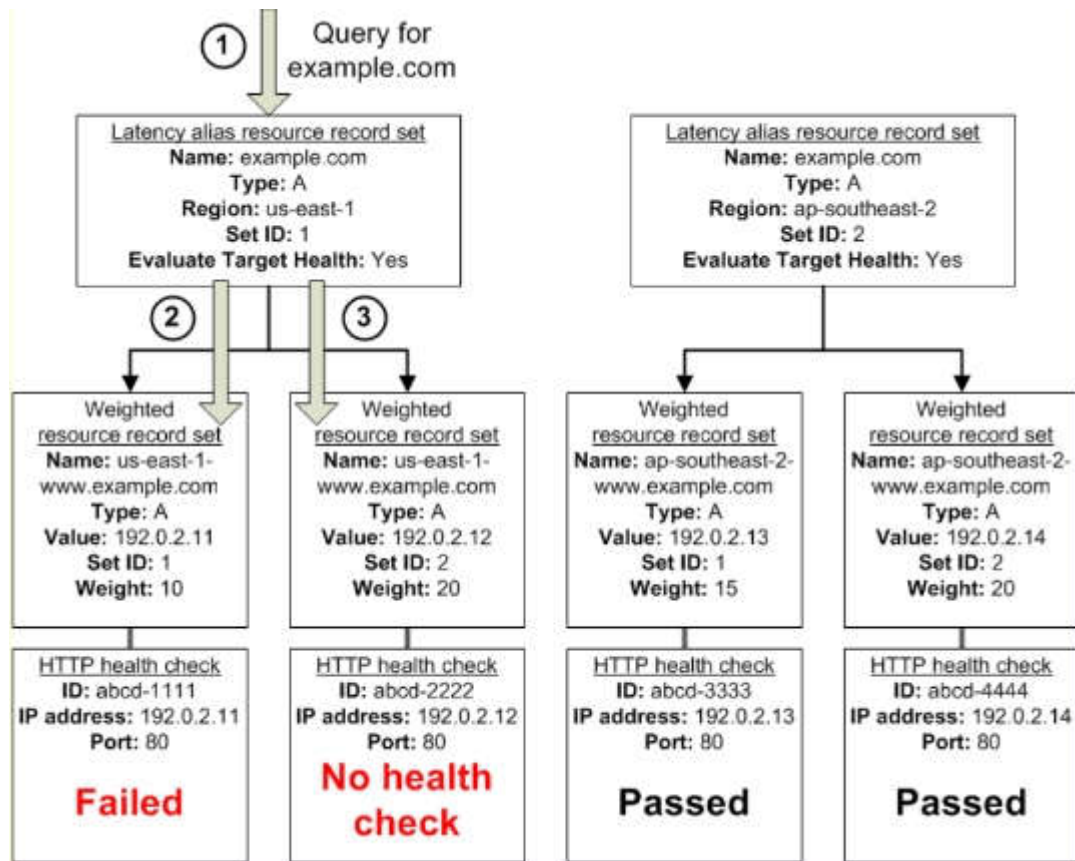 1
Query for
example.com
Latency alias resource record set
Name: example.com
Type: A
Region: us-east-1
Set ID: 1
Evaluate Target Health: Yes
Latency alias resource record set
Name: example.com
Type: A
Region: ap-southeast-2
Set ID: 2
Evaluate Target Health: Yes
2
3
Weighted
resource record set
Name: us-east-1-
www.example.com
Type: A
Value: 192.0.2.11
Set ID: 1
Weight: 10
Weighted
resource record set
Name: us-east-1-
www.example.com
Type: A
Value: 192.0.2.12
Set ID: 2
Weight: 20
Weighted
resource record set
Name: ap-southeast-2-
www.example.com
Type: A
Value: 192.0.2.13
Set ID: 1
Weight: 15
Weighted
resource record set
Name: ap-southeast-2-
www.example.com
Type: A
Value: 192.0.2.14
Set ID: 2
Weight: 20
HTTP health check
ID: abcd-1111
IP address: 192.0.2.11
Port: 80
Failed
HTTP health check
ID: abcd-2222
IP address: 192.0.2.12
Port: 80
No health
check
HTTP health check
ID: abcd-3333
IP address: 192.0.2.13
Port: 80
Passed
HTTP health check
ID: abcd-4444
IP address: 192.0.2.14
Port: 80
Passed